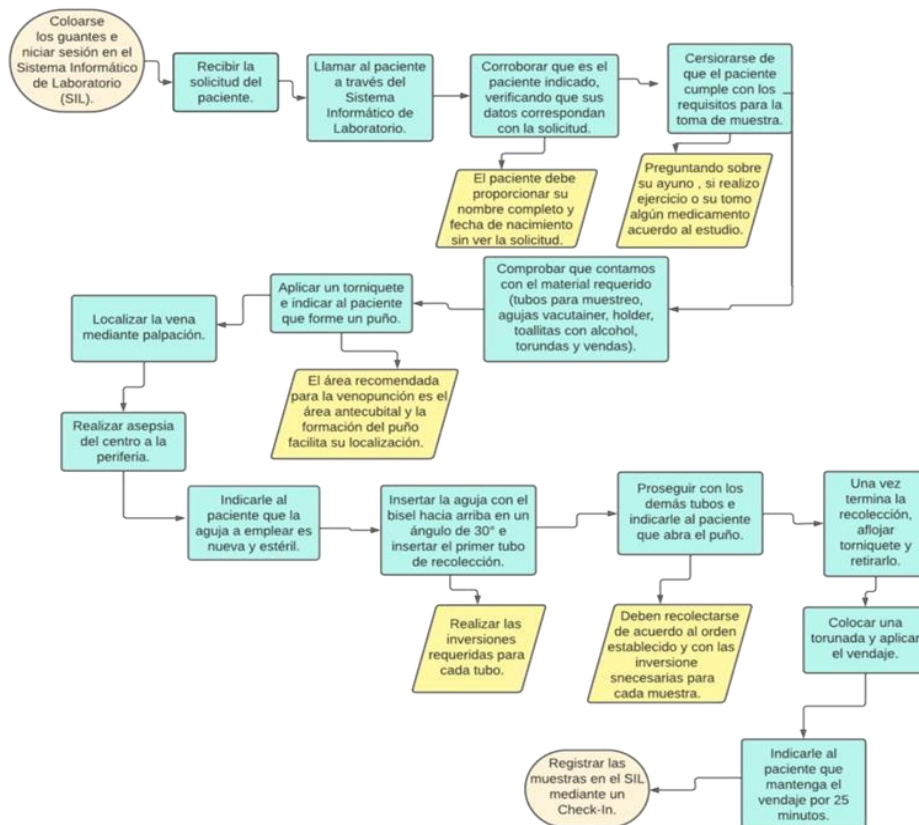 Coloarse
los guantes e
niciar sesión en el
Sistema Informático
de Laboratorio
(SIL).
Recibir la
solicitud del
paciente.
Llamar al paciente
a través del
Sistema
Informático de
Laboratorio.
Corroborar que es el
paciente indicado,
verificando que sus
datos correspondan
con la solicitud.
Cersiorarse de
que el paciente
cumple con los
requisitos para la
toma de muestra.
El paciente debe
proporcionar su
nombre completo y
fecha de nacimiento
sin ver la solicitud.
Preguntando sobre
su ayuno , si realizo
ejercicio o su tomo
algún medicamento
acuerdo al estudio.
Comprobar que contamos
con el material requerido
(tubos para muestreo,
agujas vacutainer, holder,
toallitas con alcohol,
torundas y vendas).
Aplicar un torniquete
e indicar al paciente
que forme un puño.
Localizar la vena
mediante palpación.
El área recomendada
para la venopunción es el
área antecubital y la
formación del puño
facilita su localización.
Realizar asepsia
del centro a la
periferia.
Indicarle al
paciente que la
aguja a emplear es
nueva y estéril.
Insertar la aguja con el
bisel hacia arriba en un
ángulo de 30° e
insertar el primer tubo
de recolección.
Proseguir con los
demás tubos e
indicarle al paciente
que abra el puño.
Una vez
termina la
recolección,
aflojar
torniquete y
retirarlo.
Realizar las
inversiones
requeridas para
cada tubo.
Deben recolectarse
de acuerdo al orden
establecido y con las
inversione
snecesarias para
cada muestra.
Colocar una
torunada y aplicar
el vendaje.
Indicarle al
paciente que
mantenga el
vendaje por 25
minutos.
Registrar las
muestras en el SIL
mediante un
Check-In.